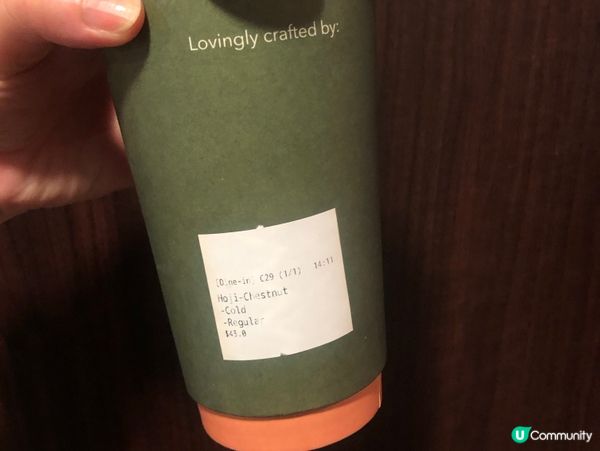 Lovingly crafted by:
[Dine-in] C29 (1/1) 14:11
Hoji-Chestnut
-Cold
-Regular
$43.0
U Community